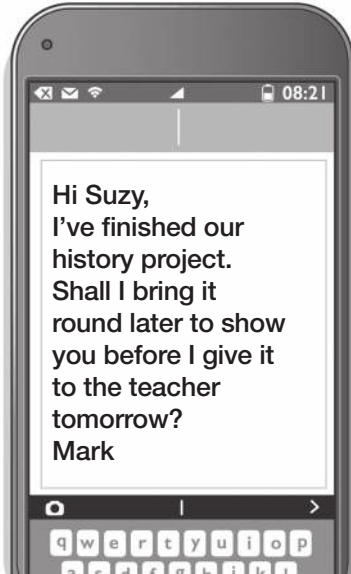 08:21
Hi Suzy,
I've finished our
history project.
Shall I bring it
round later to show
you before I give it
to the teacher
tomorrow?
Mark
q w e r t y u i o p
a s d f g h j k l